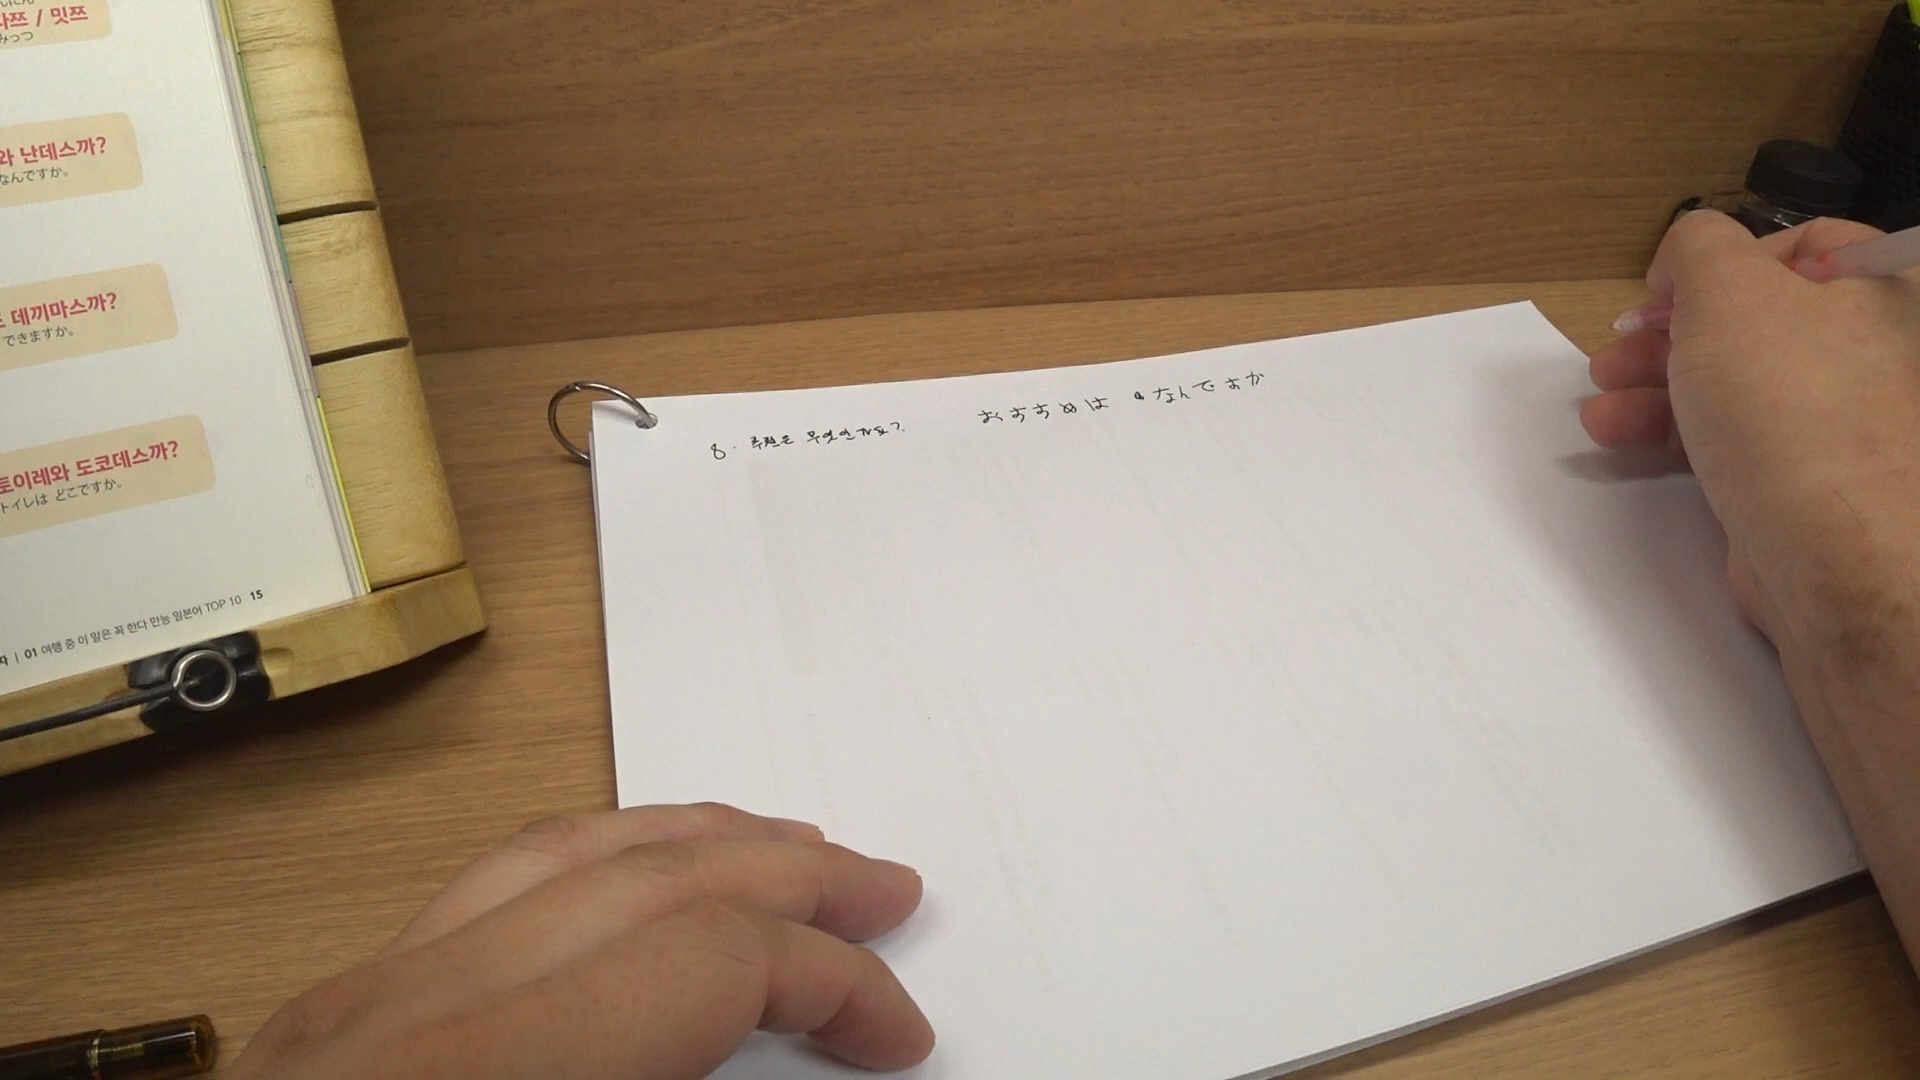 쯔 / 밋쯔
みっつ
와 난데스까?
なんですか。
데끼마스까?
できますか。
토이레와 도코데스까?
トイレは どこですか。
01 여행 중 이 말은 꼭 한다 만능 일본어 TOP 10 15
8. 추천은 무엇인가요?
おすすめは なんですか